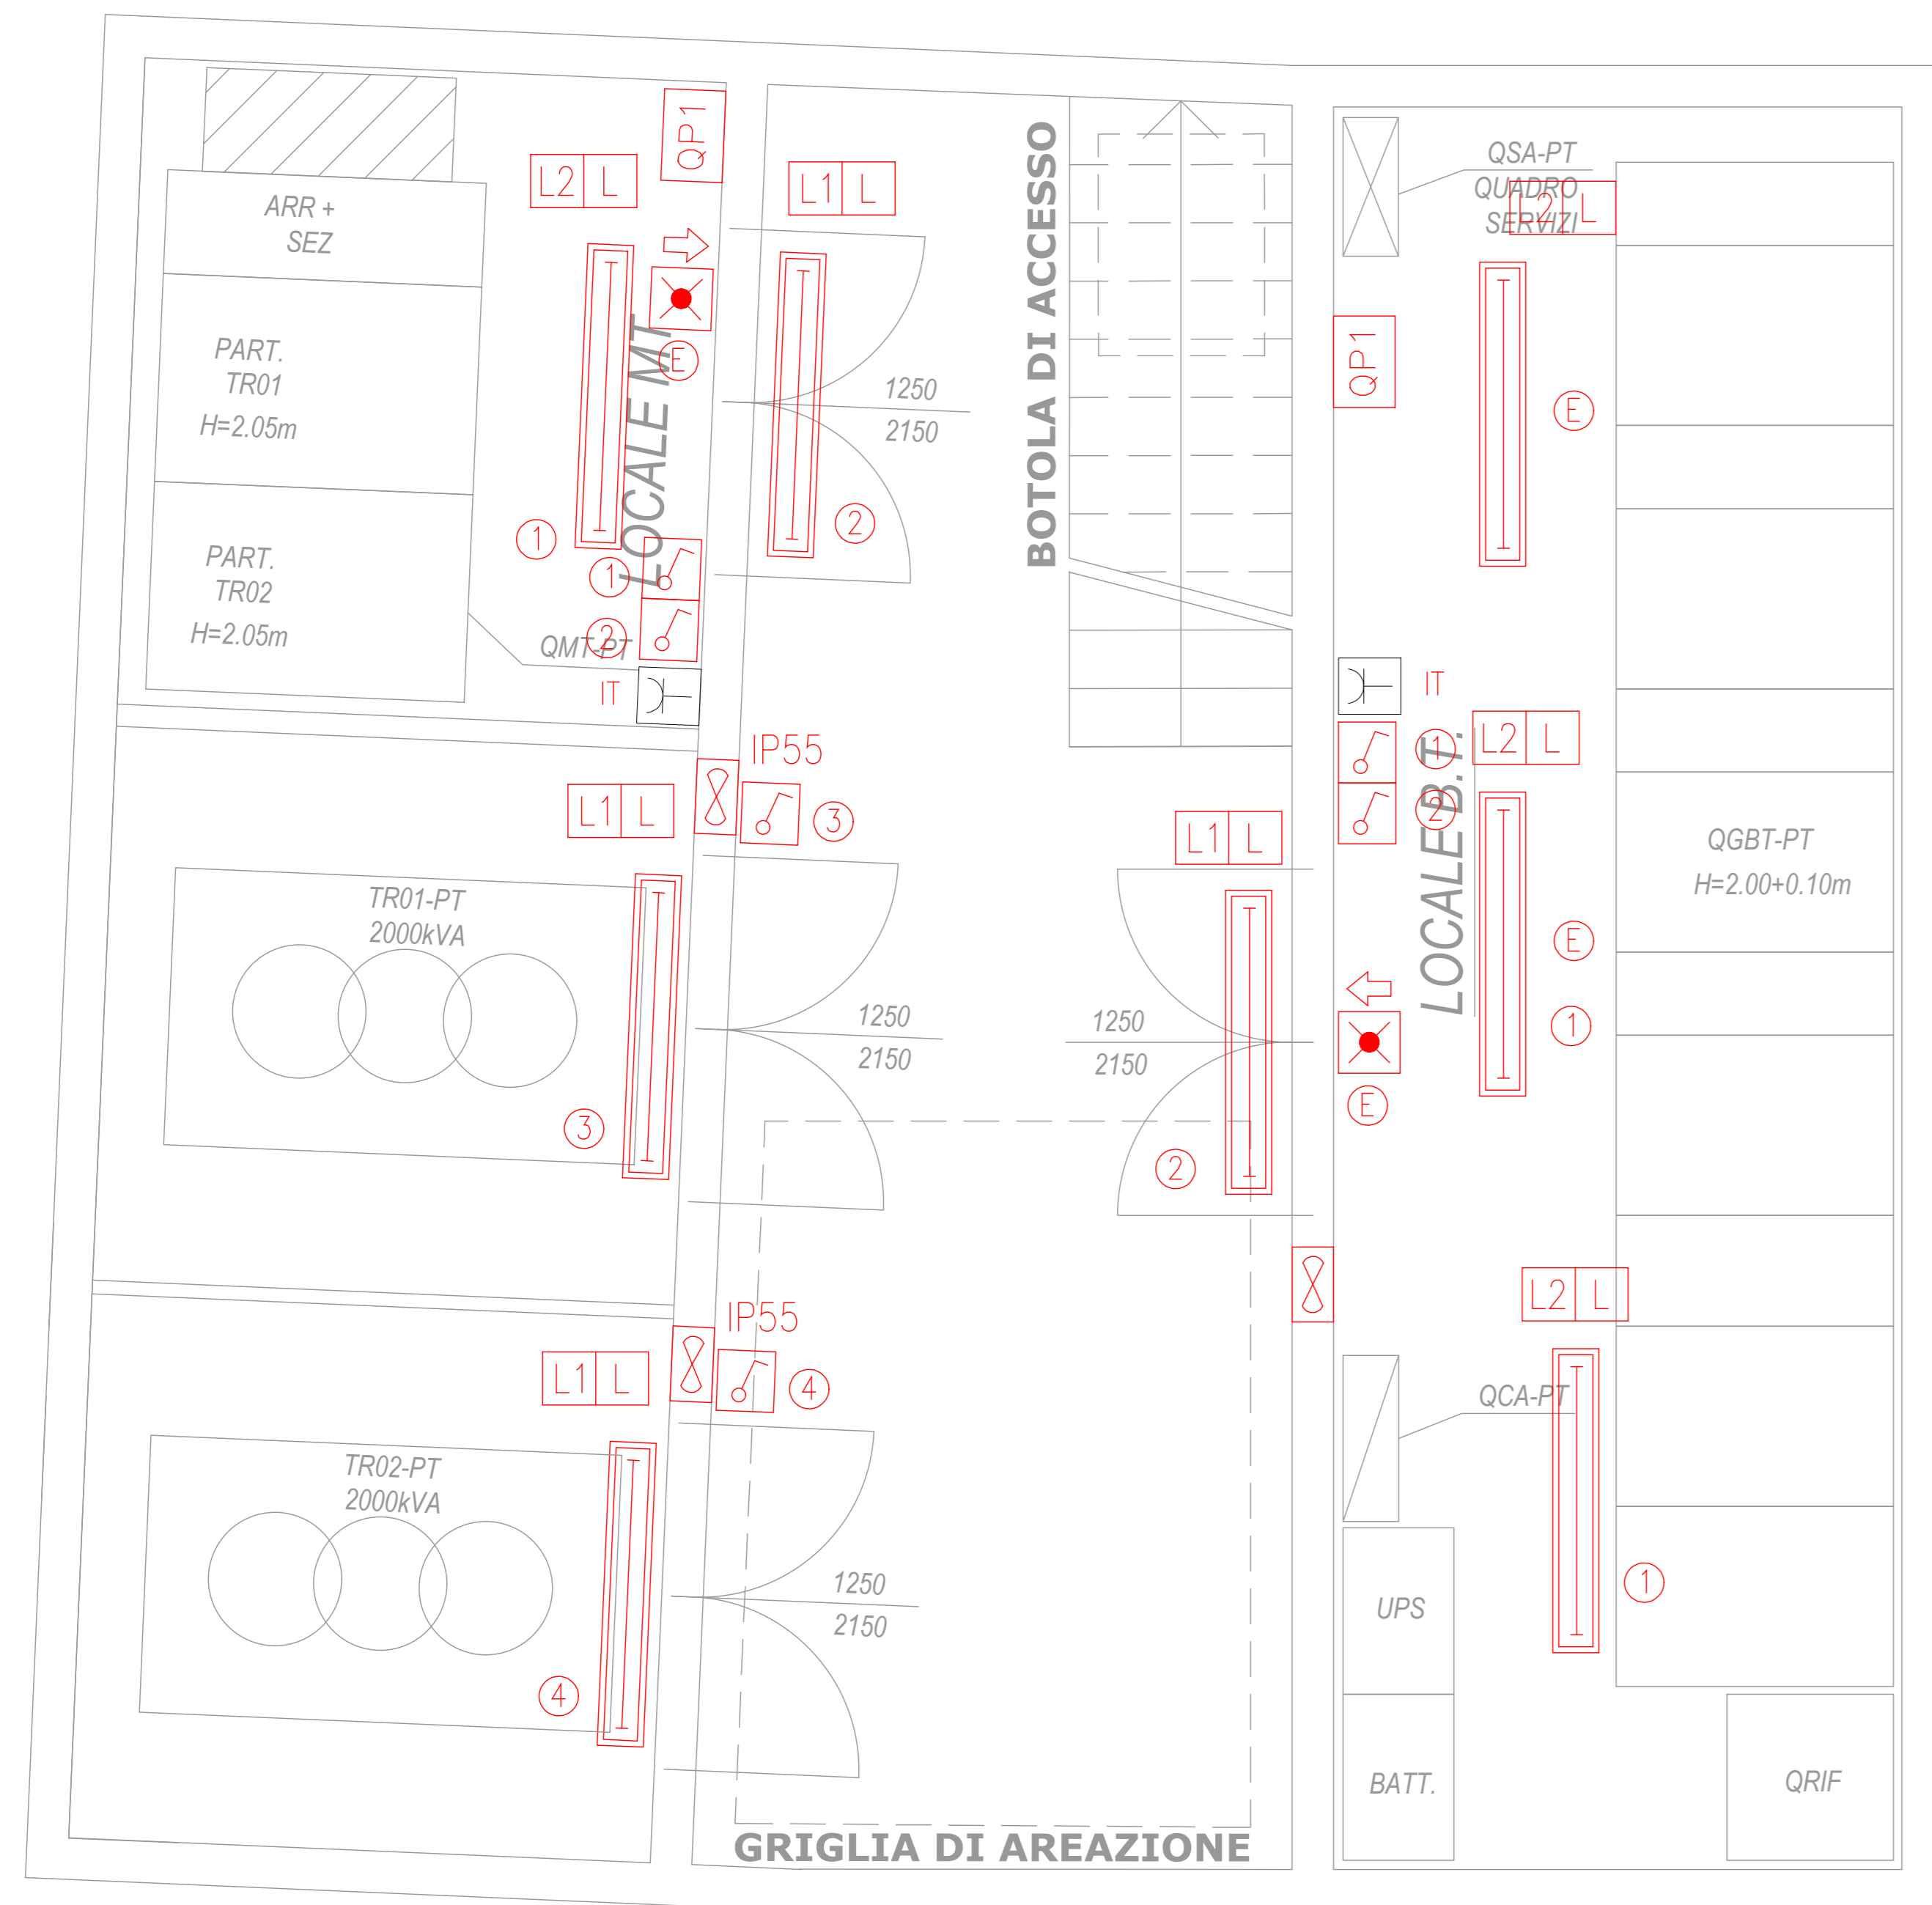 QP1
L2 L
ARR +
SEZ
E
PART.
TR01
H=2.05m
LOCALE MT
1
PART.
TR02
H=2.05m
1
2
QMT-PT
IT
L1 L
1250
2150
2
BOTOLA DI ACCESSO
QSA-PT
QUADRO
SERVIZI
L2 L
QP1
E
IT
1
2
L2 L
LOCALE B.T.
QGBT-PT
H=2.00+0.10m
E
1
E
IP55
3
L1 L
TR01-PT
2000kVA
1250
2150
3
L1 L
1250
2150
2
IP55
4
L1 L
TR02-PT
2000kVA
1250
2150
4
L2 L
QCA-PT
1
UPS
BATT.
QRIF
GRIGLIA DI AREAZIONE